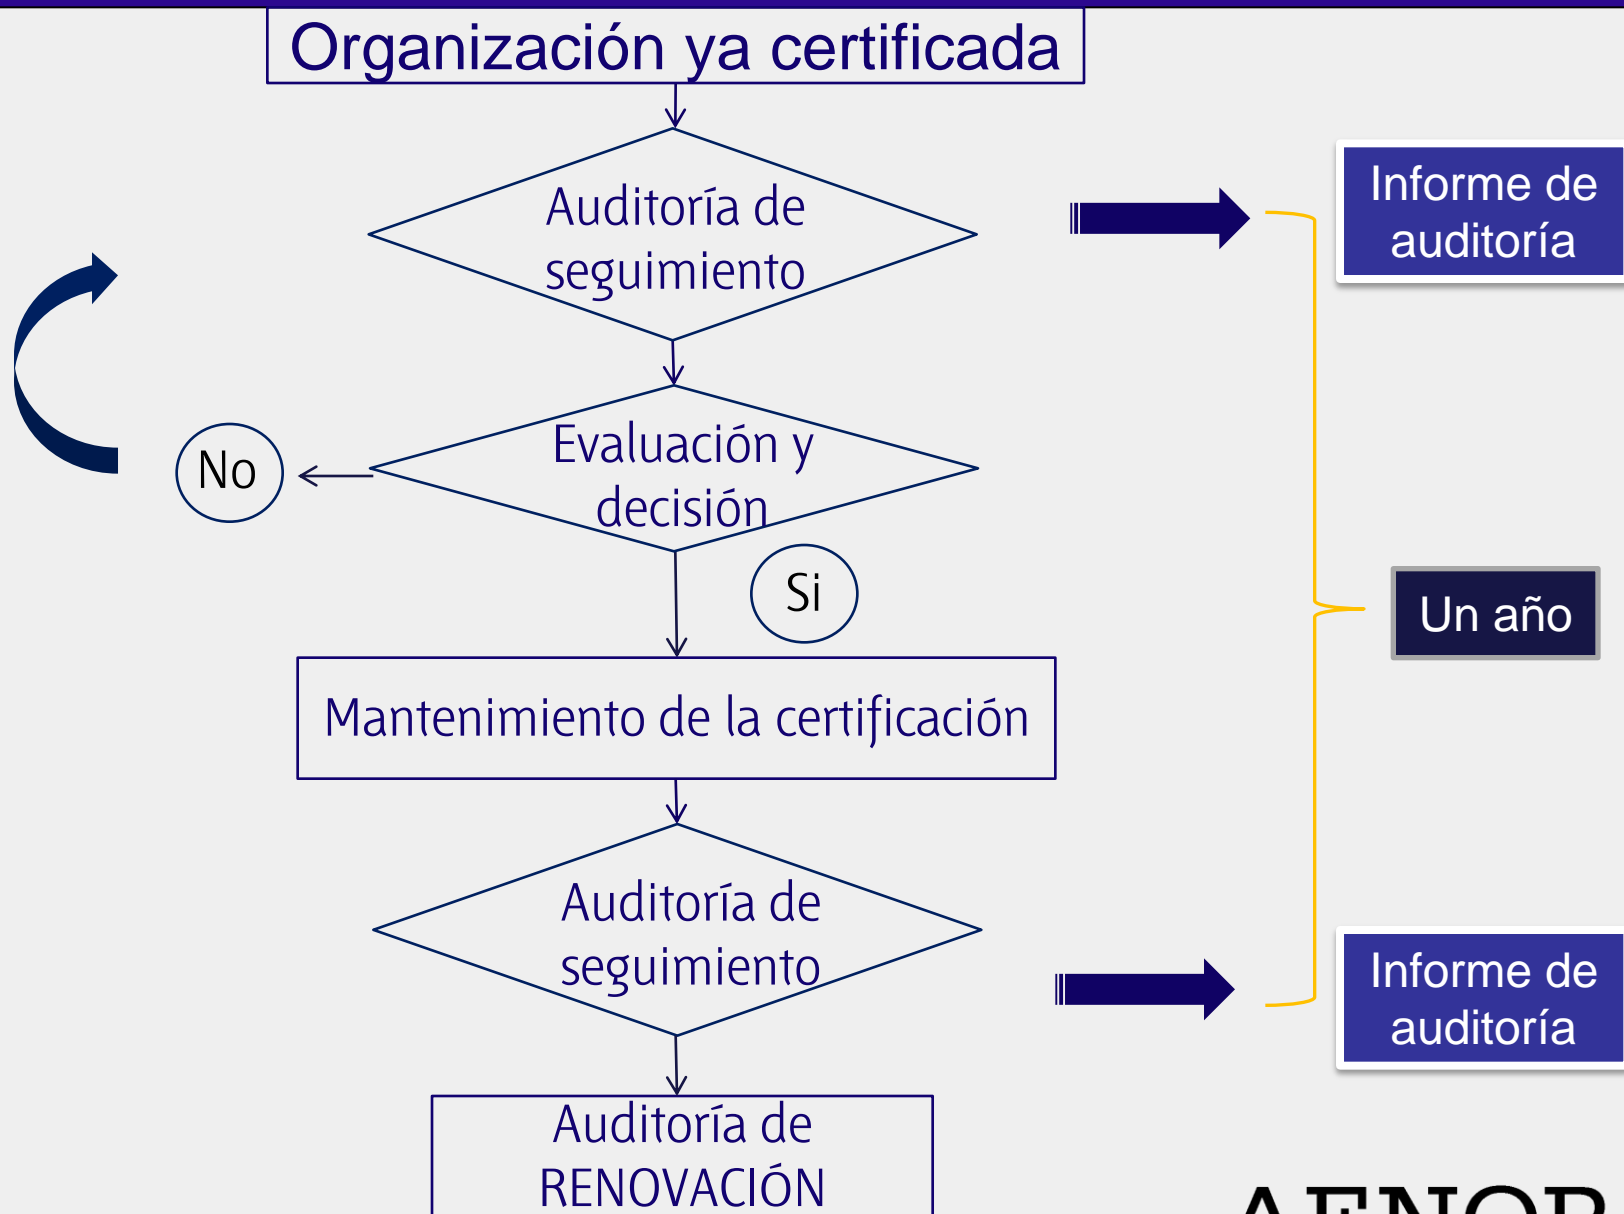 Organización ya certificada
Auditoría de
seguimiento
Informe de
auditoría
Evaluación y
decisión
No
Si
Un año
Mantenimiento de la certificación
Auditoría de
seguimiento
Informe de
auditoría
Auditoría de
RENOVACIÓN
AENOR